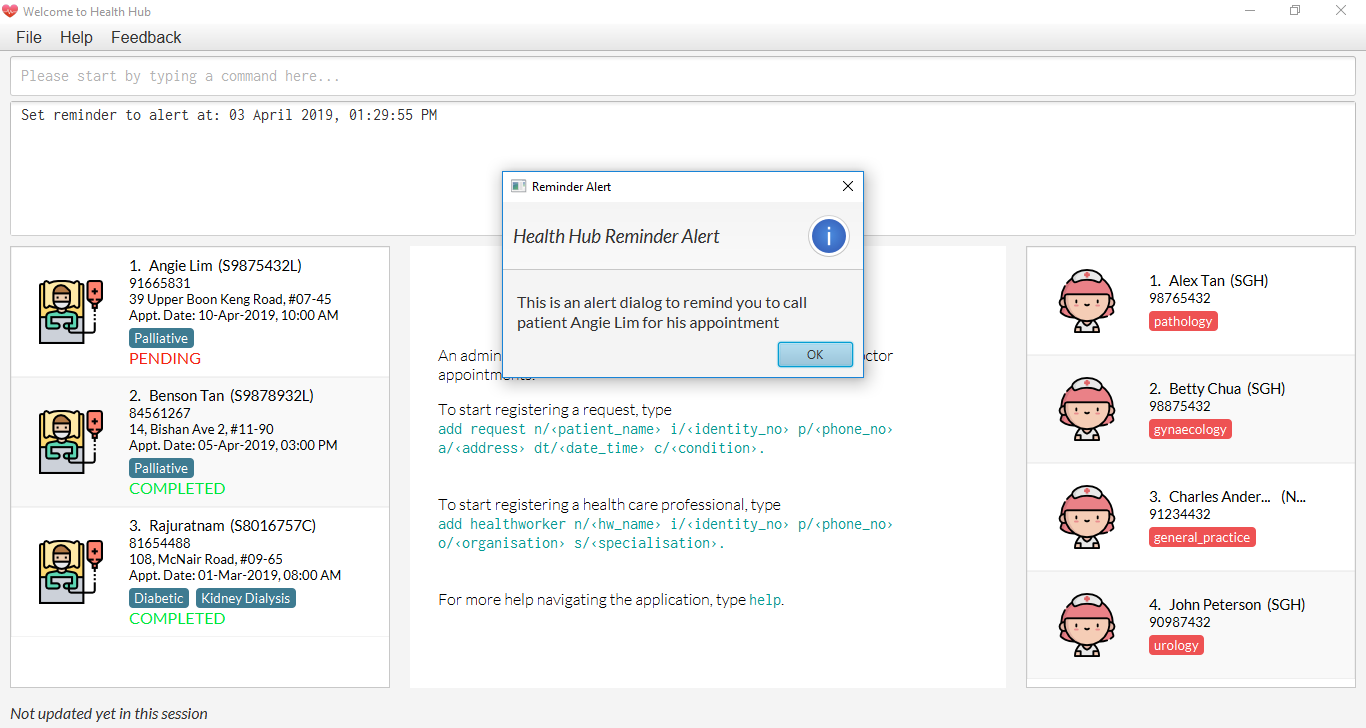 Welcome to Health Hub
File Help Feedback
Please start by typing a command here...
Set reminder to alert at: 03 April 2019, 01:29:55 PM
Reminder Alert
Health Hub Reminder Alert
i
This is an alert dialog to remind you to call
patient Angie Lim for his appointment
OK
1. Angie Lim (S9875432L)
91665831
39 Upper Boon Keng Road, #07-45
Appt. Date: 10-Apr-2019, 10:00 AM
Palliative
PENDING
2. Benson Tan (S9878932L)
84561267
14, Bishan Ave 2, #11-90
Appt. Date: 05-Apr-2019, 03:00 PM
Palliative
COMPLETED
3. Rajuratnam (S8016757C)
81654488
108, McNair Road, #09-65
Appt. Date: 01-Mar-2019, 08:00 AM
Diabetic Kidney Dialysis
COMPLETED
An admin
ctor
appointments.
To start registering a request, type
add request n/‹patient_name› i/‹identity_no› p/‹phone_no›
a/‹address› dt/‹date_time› c/‹condition›.
To start registering a health care professional, type
add healthworker n/‹hw_name› i/‹identity_no› p/‹phone_no›
o/‹organisation› s/‹specialisation›.
For more help navigating the application, type help.
1. Alex Tan (SGH)
98765432
pathology
2. Betty Chua (SGH)
98875432
gynaecology
3. Charles Ander... (N...
91234432
general_practice
4. John Peterson (SGH)
90987432
urology
Not updated yet in this session